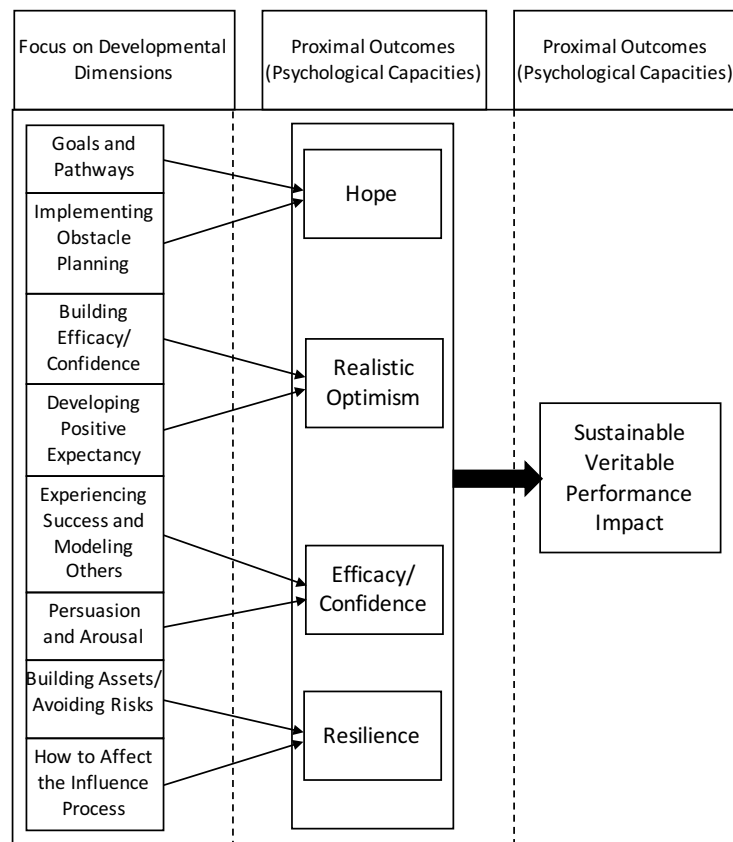 Focus on Developmental
Dimensions
Proximal Outcomes
(Psychological Capacities)
Proximal Outcomes
(Psychological Capacities)
Goals and
Pathways
Implementing
Obstacle
Planning
Building
Efficacy/
Confidence
Developing
Positive
Expectancy
Experiencing
Success and
Modeling
Others
Persuasion
and Arousal
Building Assets/
Avoiding Risks
How to Affect
the Influence
Process
Hope
Realistic
Optimism
Efficacy/
Confidence
Resilience
Sustainable
Veritable
Performance
Impact